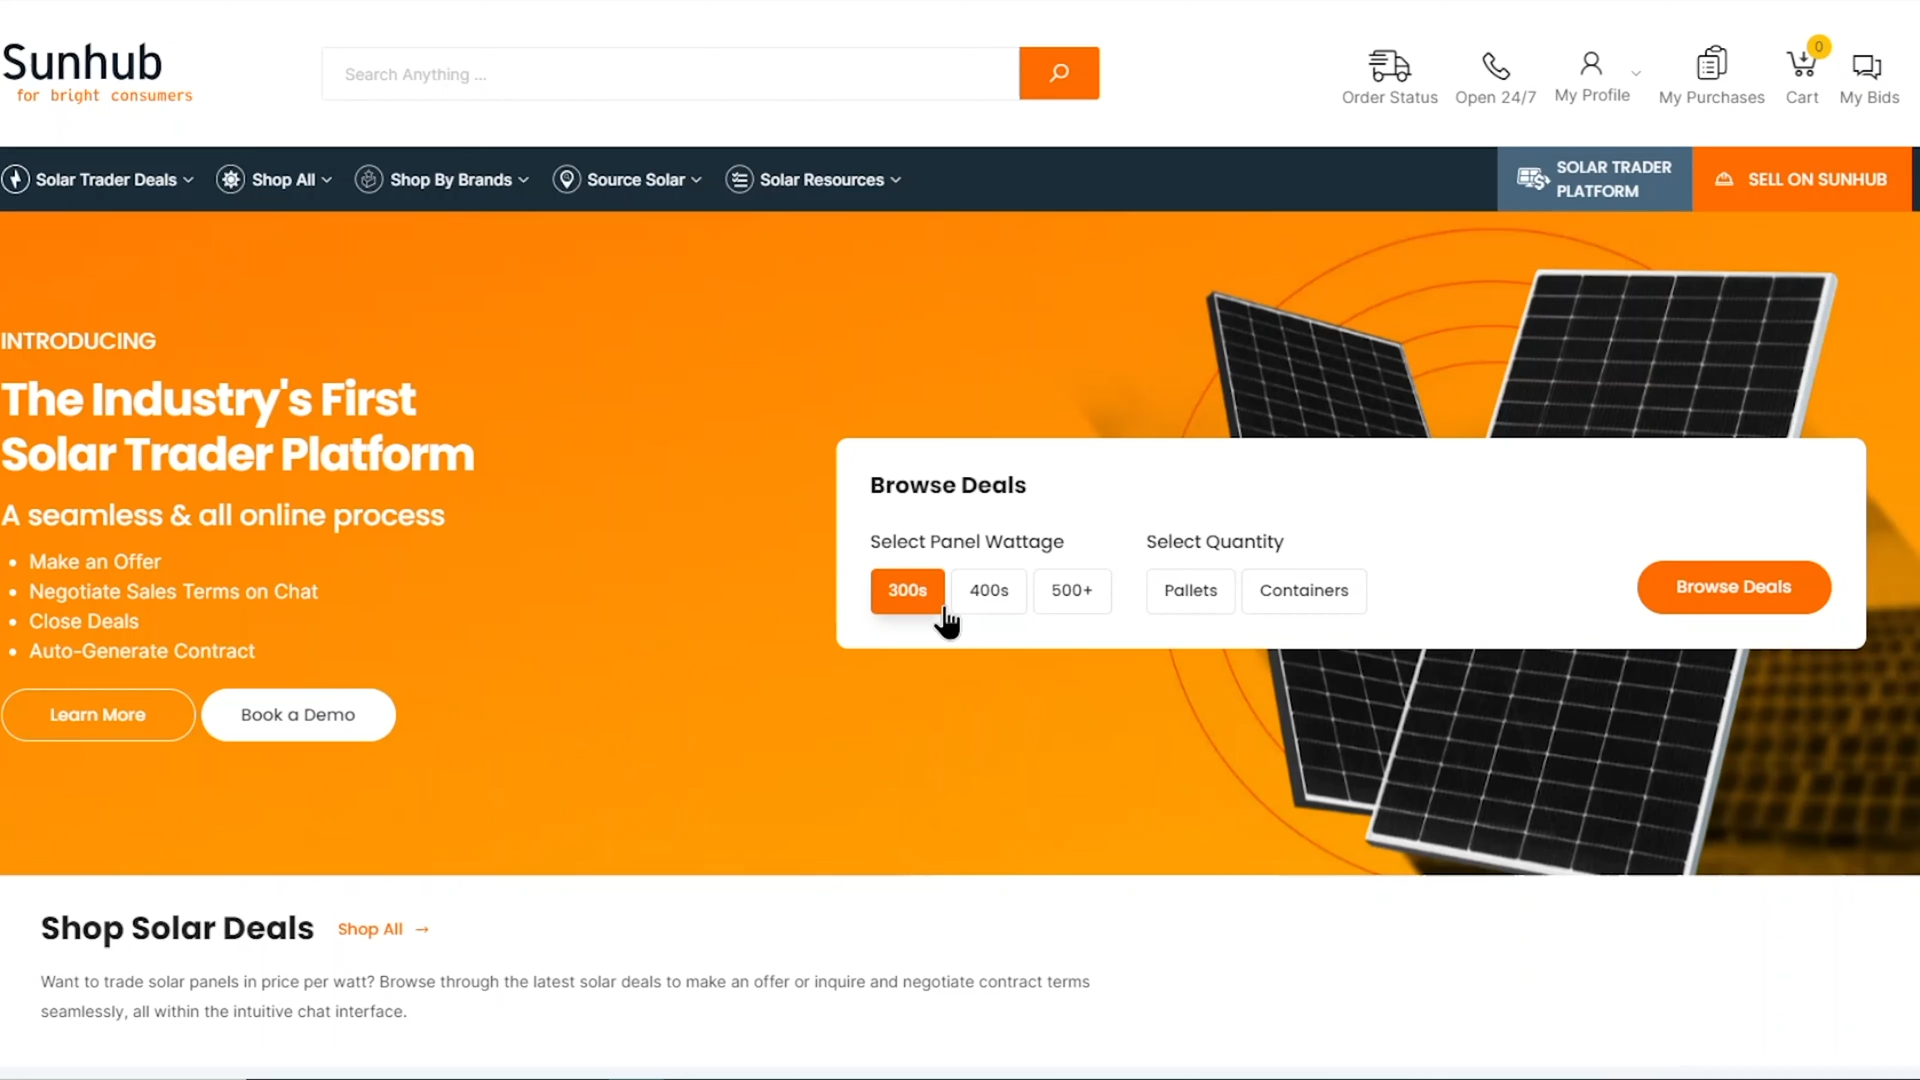 Sunhub
for bright consumers
Search Anything ...
Order Status
Open 24/7
My Profile
My Purchases
0
Cart
My Bids
Solar Trader Deals
Shop All
Shop By Brands
Source Solar
Solar Resources
SOLAR TRADER
PLATFORM
SELL ON SUNHUB
INTRODUCING
The Industry's First
Solar Trader Platform
A seamless & all online process
• Make an Offer
• Negotiate Sales Terms on Chat
• Close Deals
• Auto-Generate Contract
Learn More
Book a Demo
Browse Deals
Select Panel Wattage
300s
400s
500+
Select Quantity
Pallets
Containers
Browse Deals
Shop Solar Deals
Shop All →
Want to trade solar panels in price per watt? Browse through the latest solar deals to make an offer or inquire and negotiate contract terms
seamlessly, all within the intuitive chat interface.